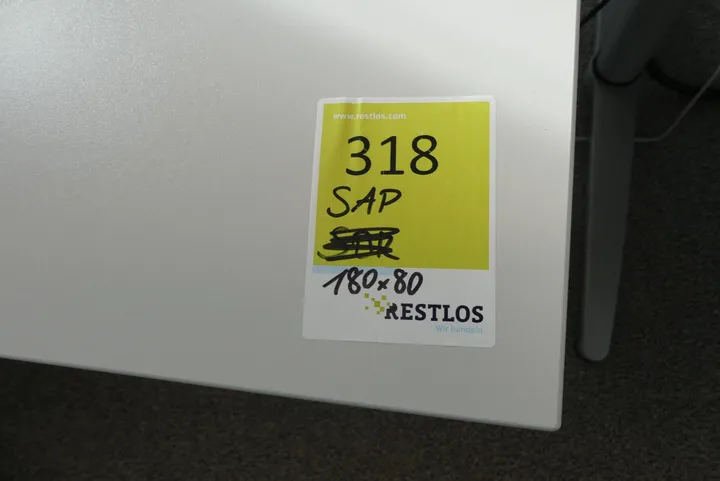 www.restlos.com
318
SAP
180x80
RESTLOS
Wir handeln